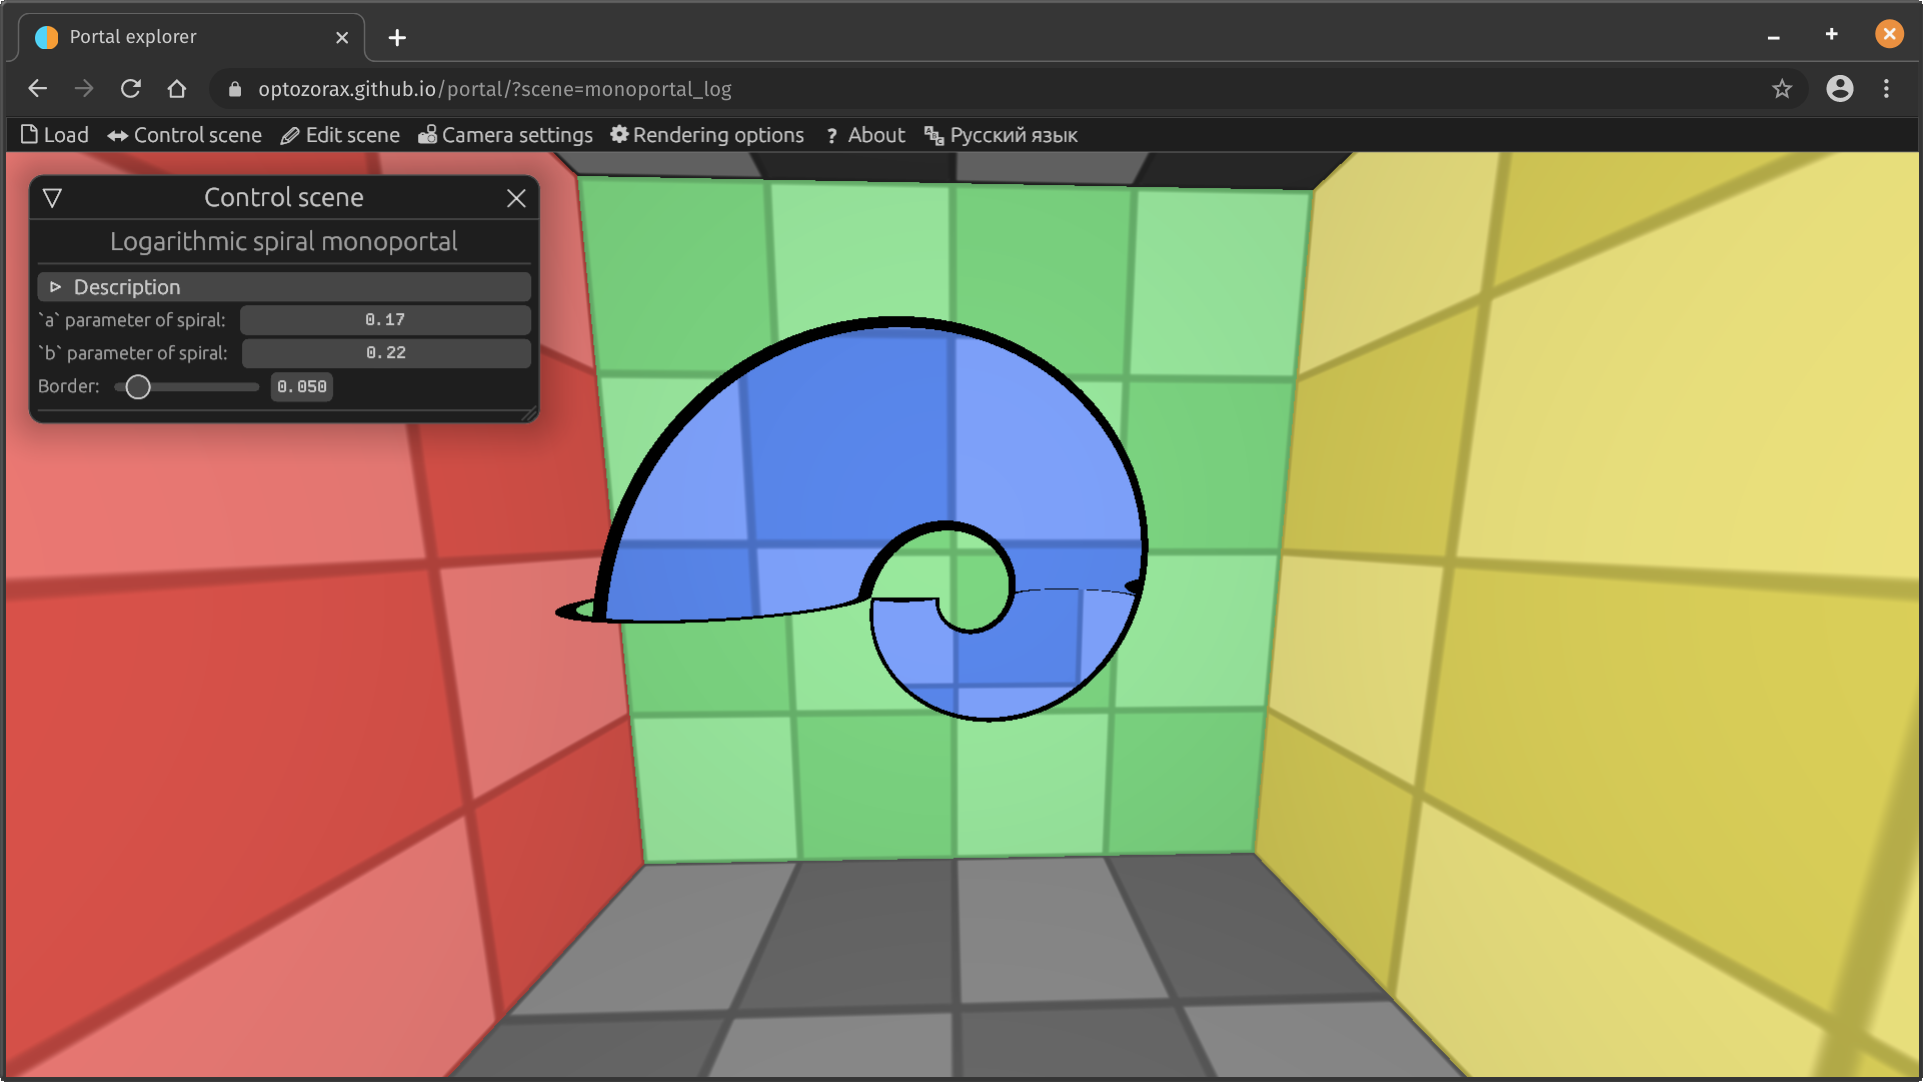 Portal explorer
optozorax.github.io/portal/?scene=monoportal_log
Load Control scene Edit scene Camera settings Rendering options ? About Русский язык
Control scene
Logarithmic spiral monoportal
Description
`a` parameter of spiral: 0.17
`b` parameter of spiral: 0.22
Border: 0.050